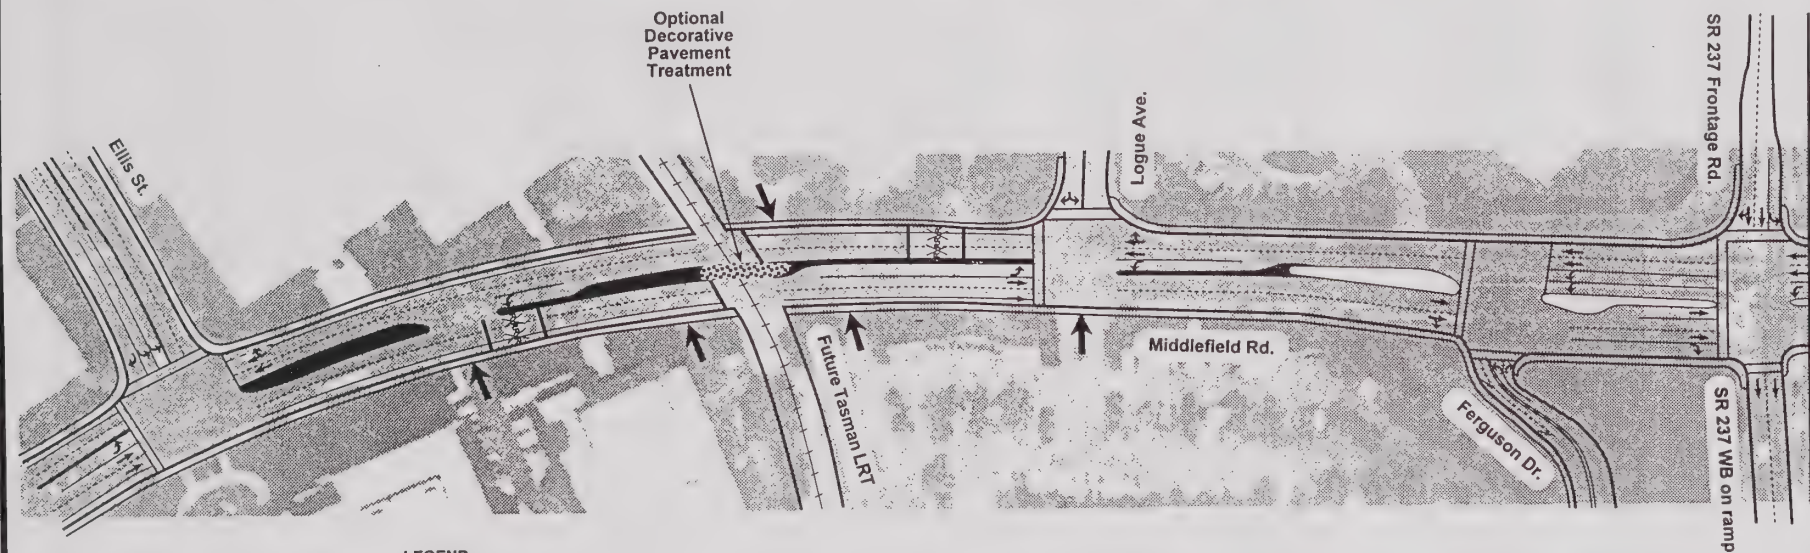 Optional
Decorative
Pavement
Treatment
Ellis St.
Logue Ave.
SR 237 Frontage Rd.
Middlefield Rd.
Future Tasman LRT
Ferguson Dr.
SR 237 WB on ramp
LEGEND